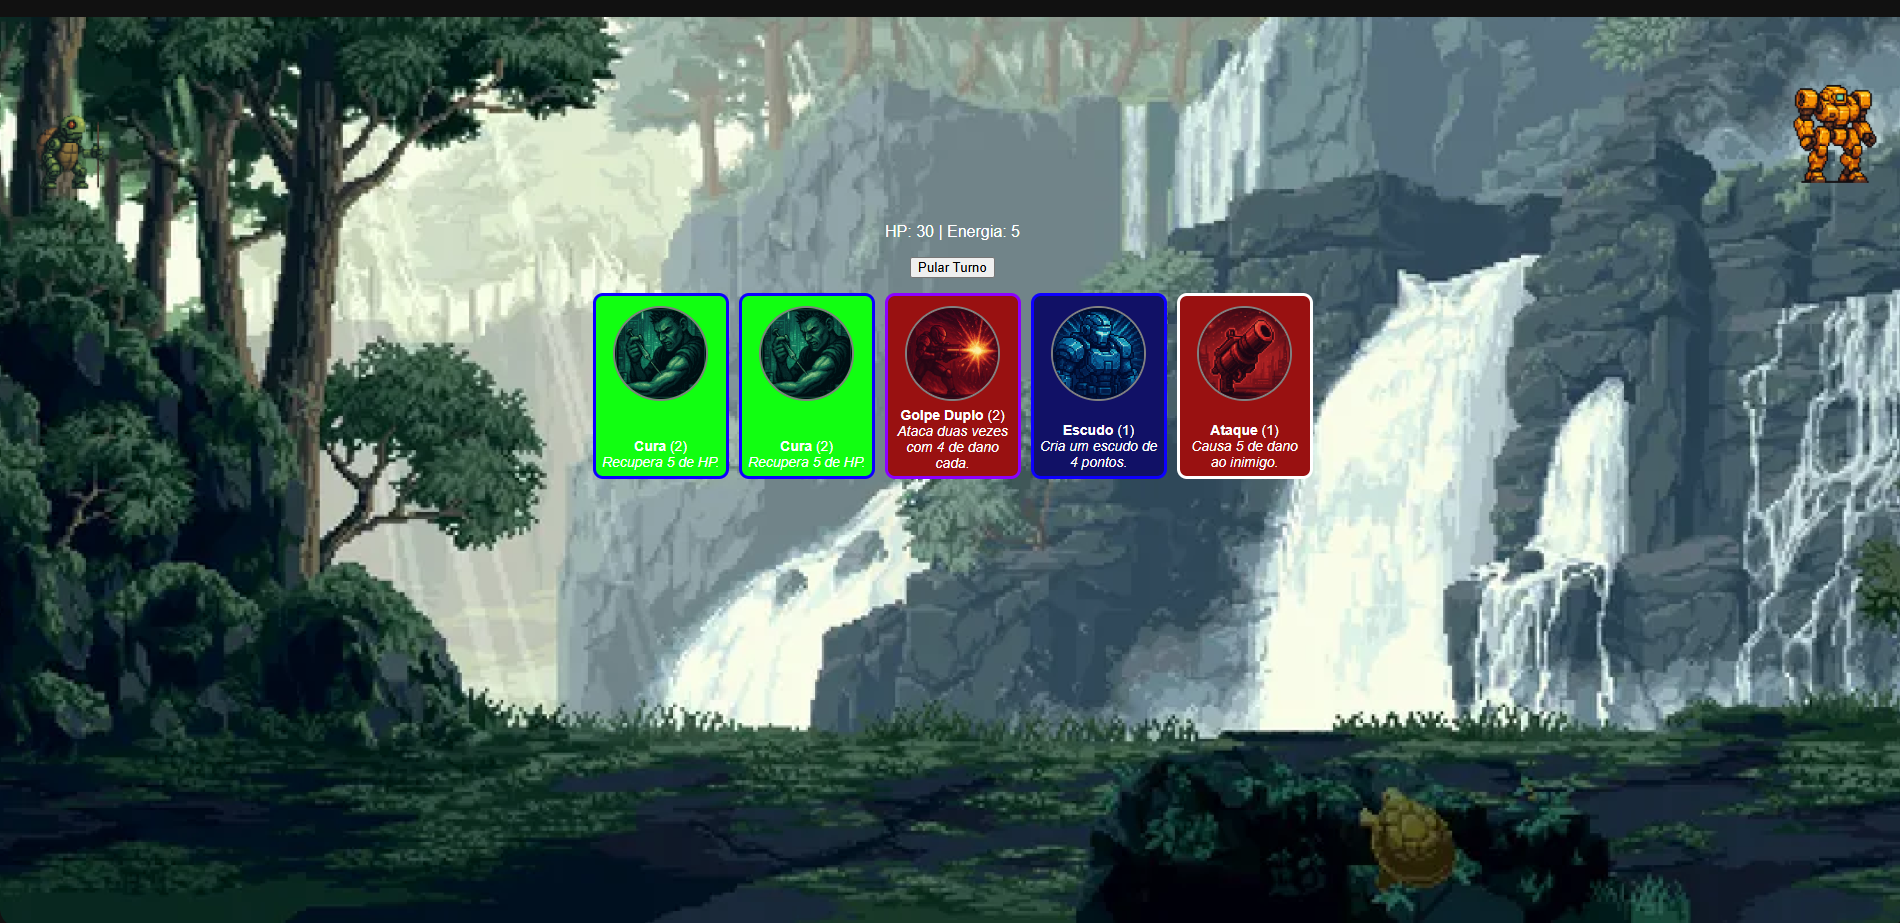 HP: 30 | Energia: 5
Pular Turno
Cura (2)
Recupera 5 de HP.
Cura (2)
Recupera 5 de HP.
Golpe Duplo (2)
Ataca duas vezes
com 4 de dano
cada.
Escudo (1)
Cria um escudo de
4 pontos.
Ataque (1)
Causa 5 de dano
ao inimigo.